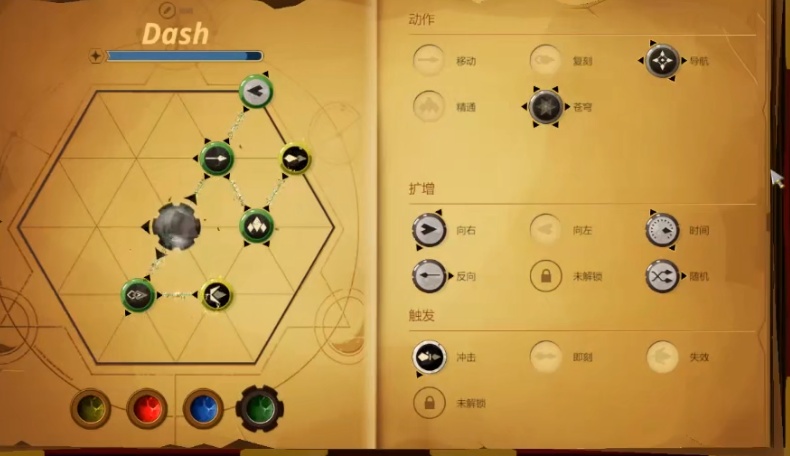 Dash
动作
移动 复刻 导航
精通 苍穹
扩增
向右 向左 时间
反向 未解锁 随机
触发
冲击 即刻 失效
未解锁